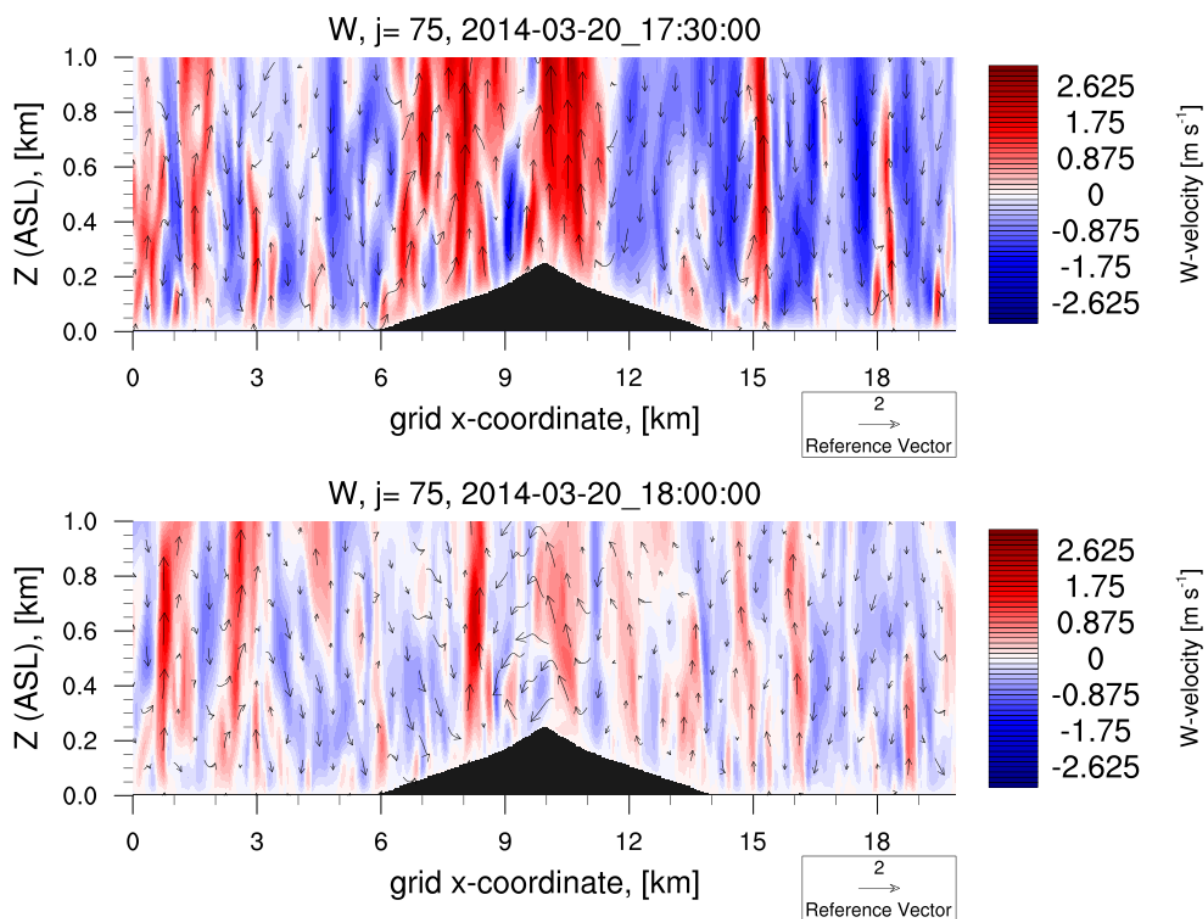 W, j= 75, 2014-03-20_17:30:00
Z (ASL), [km]
1.0
0.8
0.6
0.4
0.2
0.0
0 3 6 9 12 15 18
grid x-coordinate, [km]
2
Reference Vector
2.625
1.75
0.875
0
-0.875
-1.75
-2.625
W-velocity [m s-1]
W, j= 75, 2014-03-20_18:00:00
Z (ASL), [km]
1.0
0.8
0.6
0.4
0.2
0.0
0 3 6 9 12 15 18
grid x-coordinate, [km]
2
Reference Vector
2.625
1.75
0.875
0
-0.875
-1.75
-2.625
W-velocity [m s-1]